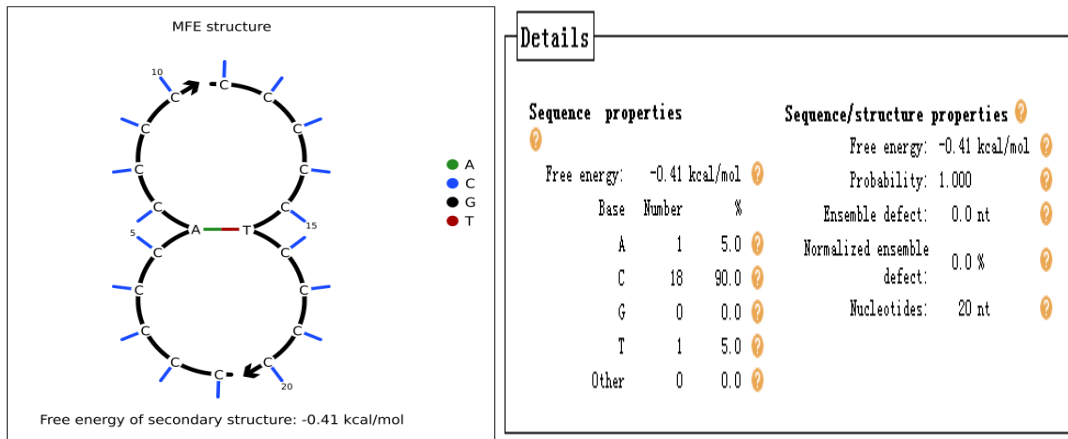 MFE structure
10
C
C
C
C
C
C
C
C
C
15
5
A
T
C
C
C
C
C
C
C
C
C
20
A
C
G
T
Free energy of secondary structure: -0.41 kcal/mol
Details
Sequence properties
?
Free energy: -0.41 kcal/mol ?
Base Number %
A 1 5.0 ?
C 18 90.0 ?
G 0 0.0 ?
T 1 5.0 ?
Other 0 0.0 ?
Sequence/structure properties ?
Free energy: -0.41 kcal/mol ?
Probability: 1.000 ?
Ensemble defect: 0.0 nt ?
Normalized ensemble
defect: 0.0 % ?
Nucleotides: 20 nt ?